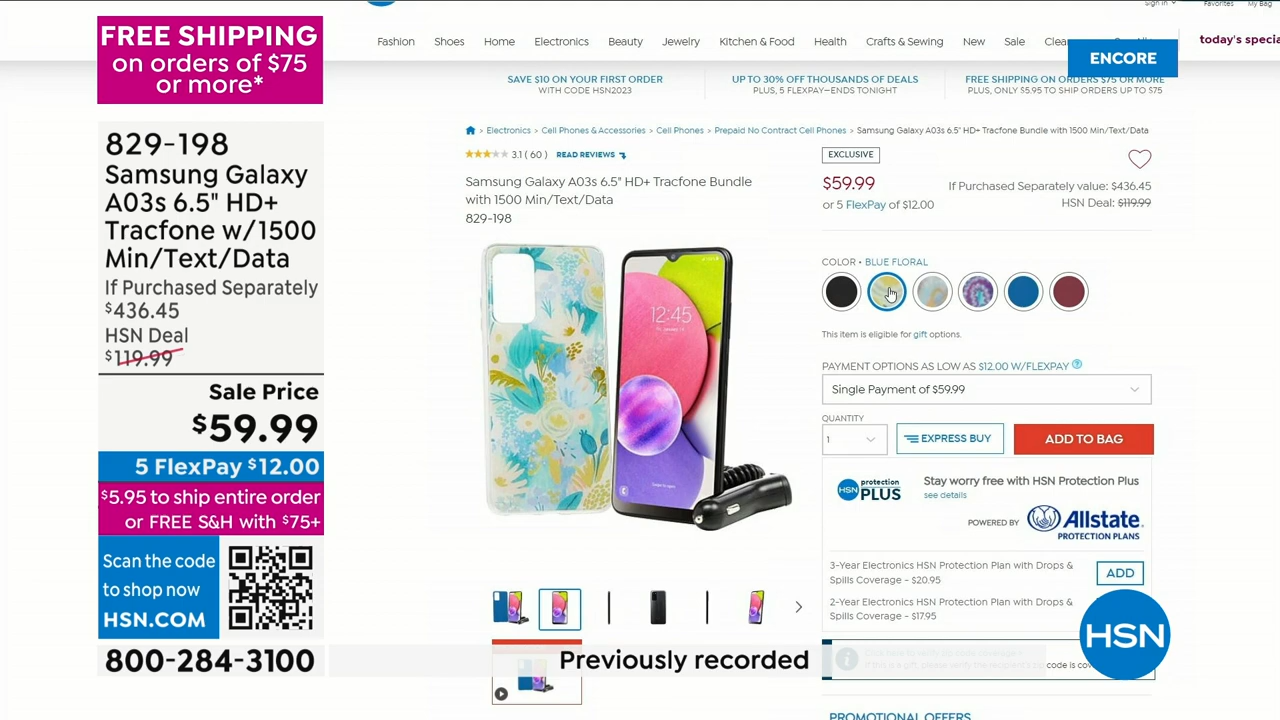 Sign In
Favorites
My Bag
FREE SHIPPING
on orders of $75
or more*
Fashion
Shoes
Home
Electronics
Beauty
Jewelry
Kitchen & Food
Health
Crafts & Sewing
New
Sale
today's specia
ENCORE
SAVE $10 ON YOUR FIRST ORDER
WITH CODE HSN2023
UP TO 30% OFF THOUSANDS OF DEALS
PLUS, 5 FLEXPAY—ENDS TONIGHT
FREE SHIPPING ON ORDERS $75 OR MORE
PLUS, ONLY $5.95 TO SHIP ORDERS UP TO $75
829-198
Samsung Galaxy
A03s 6.5" HD+
Tracfone w/1500
Min/Text/Data
If Purchased Separately
$436.45
HSN Deal
$119.99
Sale Price
$59.99
5 FlexPay $12.00
$5.95 to ship entire order
or FREE S&H with $75+
Scan the code
to shop now
HSN.COM
800-284-3100
> Electronics > Cell Phones & Accessories > Cell Phones > Prepaid No Contract Cell Phones > Samsung Galaxy A03s 6.5" HD+ Tracfone Bundle with 1500 Min/Text/Data
3.1 ( 60 ) READ REVIEWS
Samsung Galaxy A03s 6.5" HD+ Tracfone Bundle
with 1500 Min/Text/Data
829-198
12:45
EXCLUSIVE
$59.99
If Purchased Separately value: $436.45
or 5 FlexPay of $12.00
HSN Deal: $119.99
COLOR • BLUE FLORAL
This item is eligible for gift options.
PAYMENT OPTIONS AS LOW AS $12.00 W/FLEXPAY ?
Single Payment of $59.99
QUANTITY
1
EXPRESS BUY
ADD TO BAG
HSN protection PLUS
Stay worry free with HSN Protection Plus
see details
POWERED BY Allstate
PROTECTION PLANS
3-Year Electronics HSN Protection Plan with Drops &
Spills Coverage - $20.95
ADD
2-Year Electronics HSN Protection Plan with Drops &
Spills Coverage - $17.95
HSN
Previously recorded
PROMOTIONAL OFFERS